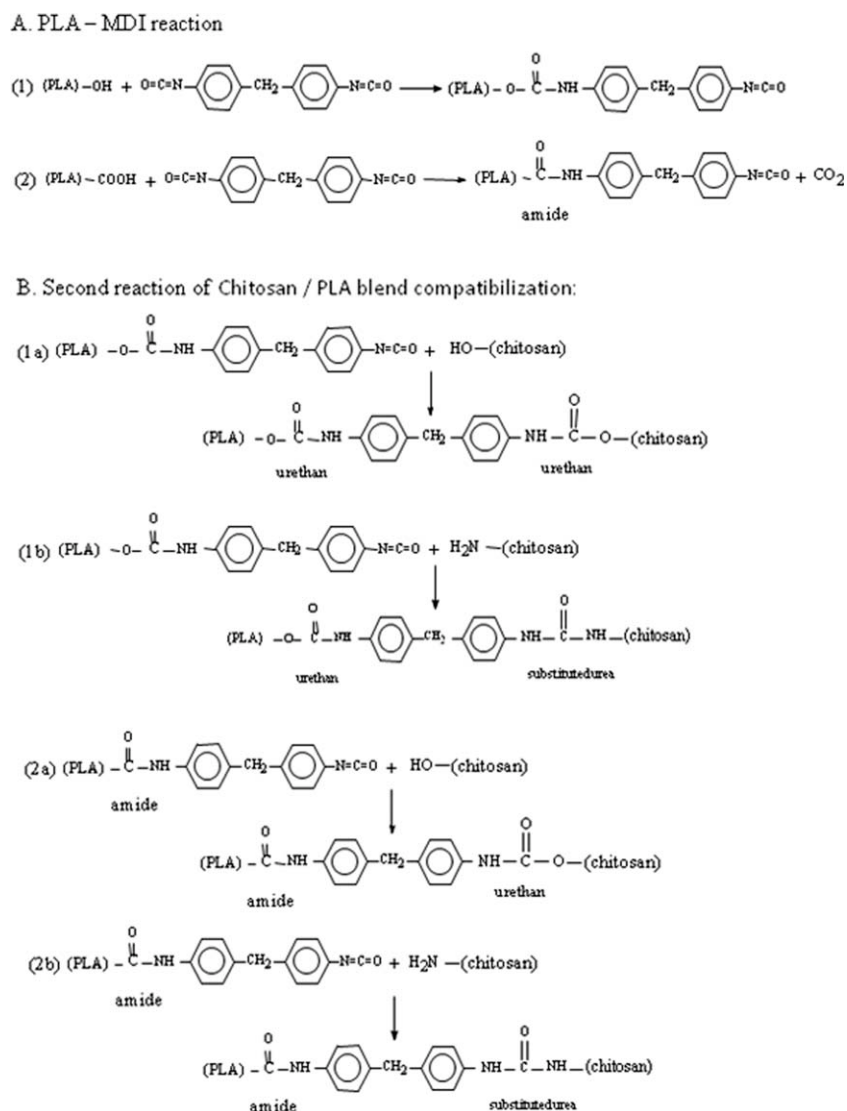 A. PLA – MDI reaction
O
(1) (PLA)–OH + O=C=N CH2 N=C=O (PLA)–O–C–NH CH2 N=C=O
O
(2) (PLA)–COOH + O=C=N CH2 N=C=O (PLA)–C–NH CH2 N=C=O + CO2
amide
B. Second reaction of Chitosan / PLA blend compatibilization:
O
(1a) (PLA) –O–C–NH CH2 N=C=O + HO–(chitosan)
O O
(PLA) –O–C–NH CH2 NH–C–O–(chitosan)
urethan urethan
O
(1b) (PLA) –O–C–NH CH2 N=C=O + H2N–(chitosan)
O O
(PLA) –O–C–NH CH2 NH–C–NH–(chitosan)
urethan substitutedurea
O
(2a) (PLA)–C–NH CH2 N=C=O + HO–(chitosan)
amide
O O
(PLA)–C–NH CH2 NH–C–O–(chitosan)
amide urethan
O
(2b) (PLA)–C–NH CH2 N=C=O + H2N–(chitosan)
amide
O O
(PLA)–C–NH CH2 NH–C–NH–(chitosan)
amide substitutedurea